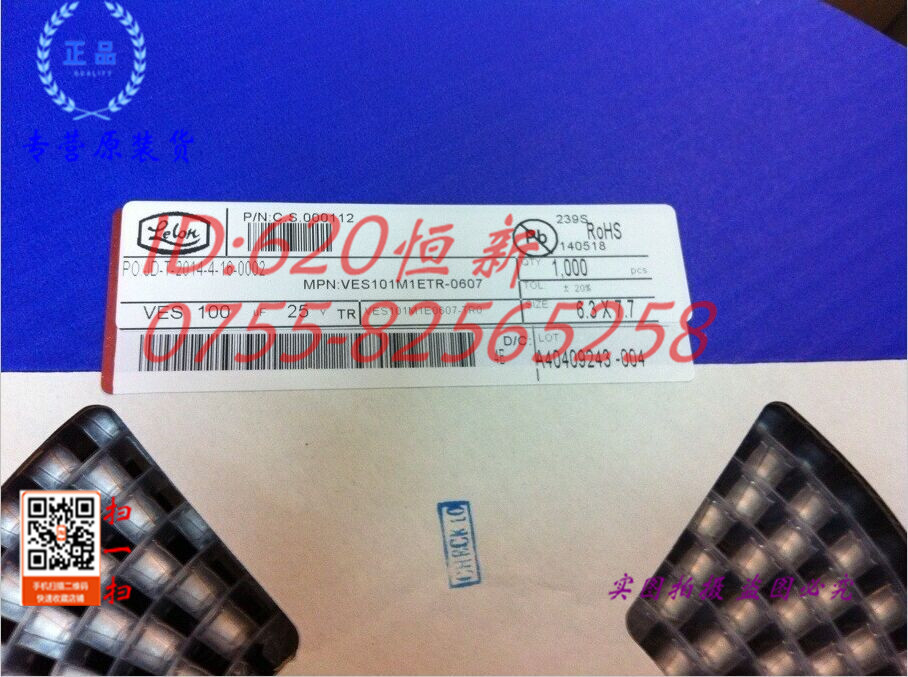 正品
QUALITY
专营原装货
Lelon
P/N:C.S.000112
239S
Pb
RoHS
140518
ID:620恒新
PO:JD-T-2014-4-16-0002
QTY 1,000 pcs
MPN:VES101M1ETR-0607
TOL. ± 20%
VES 100 uF 25 V TR
VES101M1E0607-TR0
SIZE 6.3 X 7.7
0755-82565258
D/C: 45
LOT
A40409243 -004
CHECK 10
扫一扫
手机扫描二维码
快速收藏店铺
实图拍摄 盗图必究